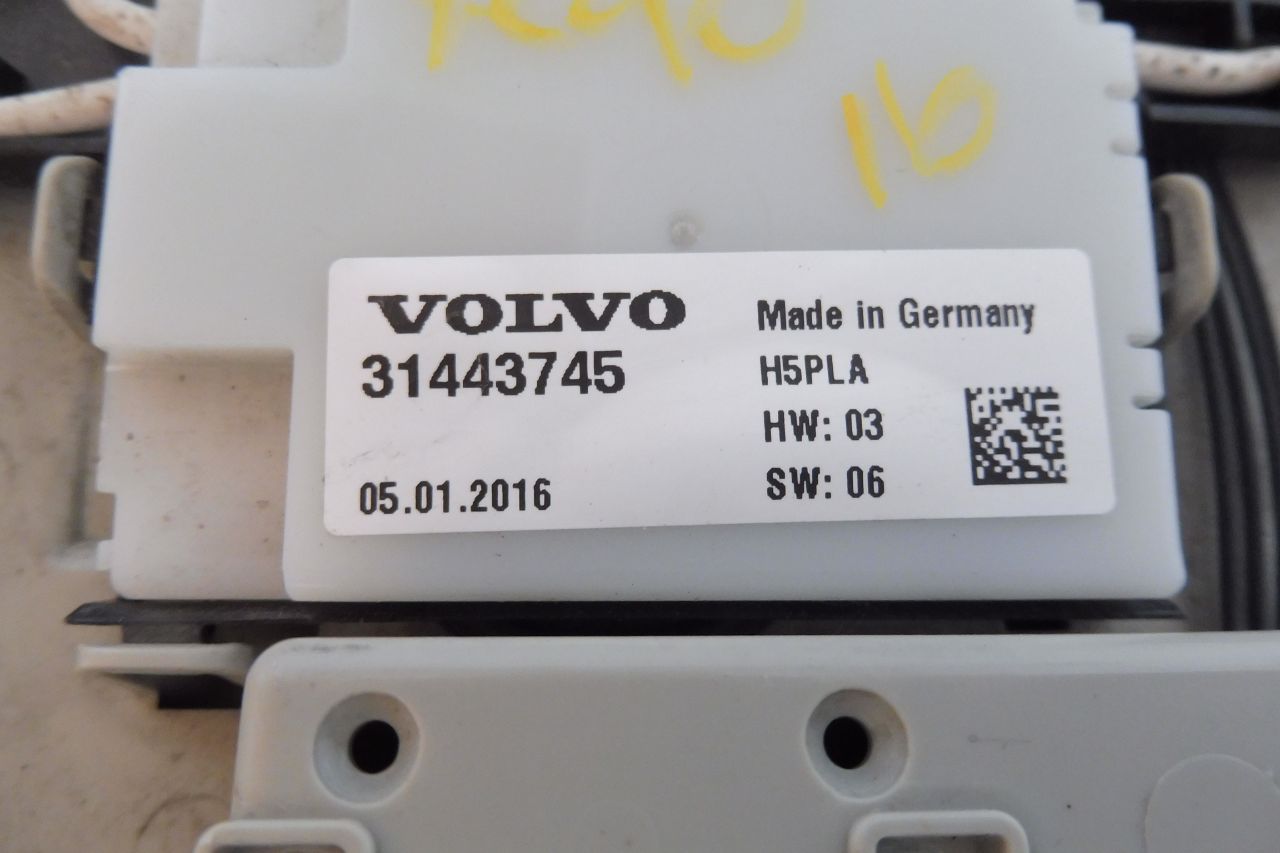 16
VOLVO
31443745
05.01.2016
Made in Germany
H5PLA
HW: 03
SW: 06